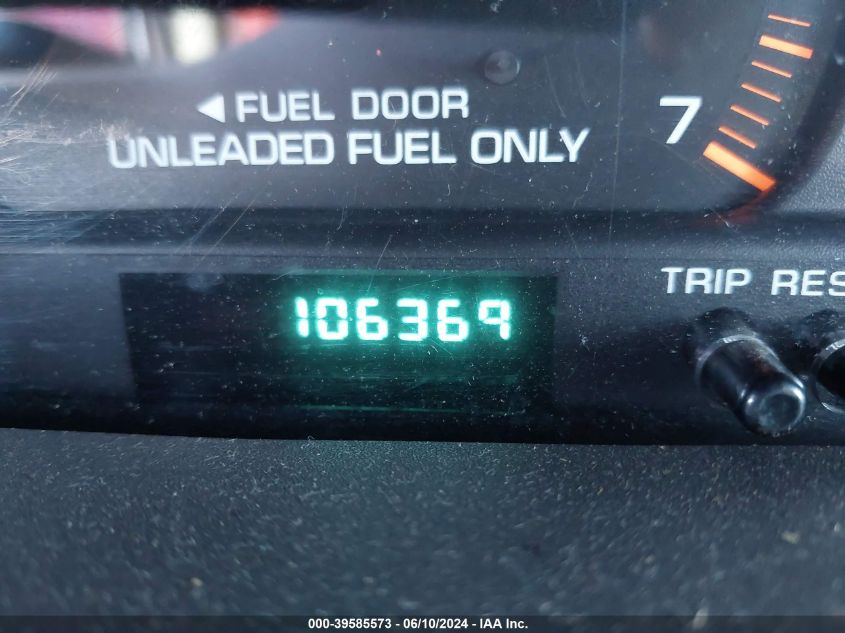 ◀ FUEL DOOR
UNLEADED FUEL ONLY
7
TRIP RES
106369
000-39585573 - 06/10/2024 - IAA Inc.